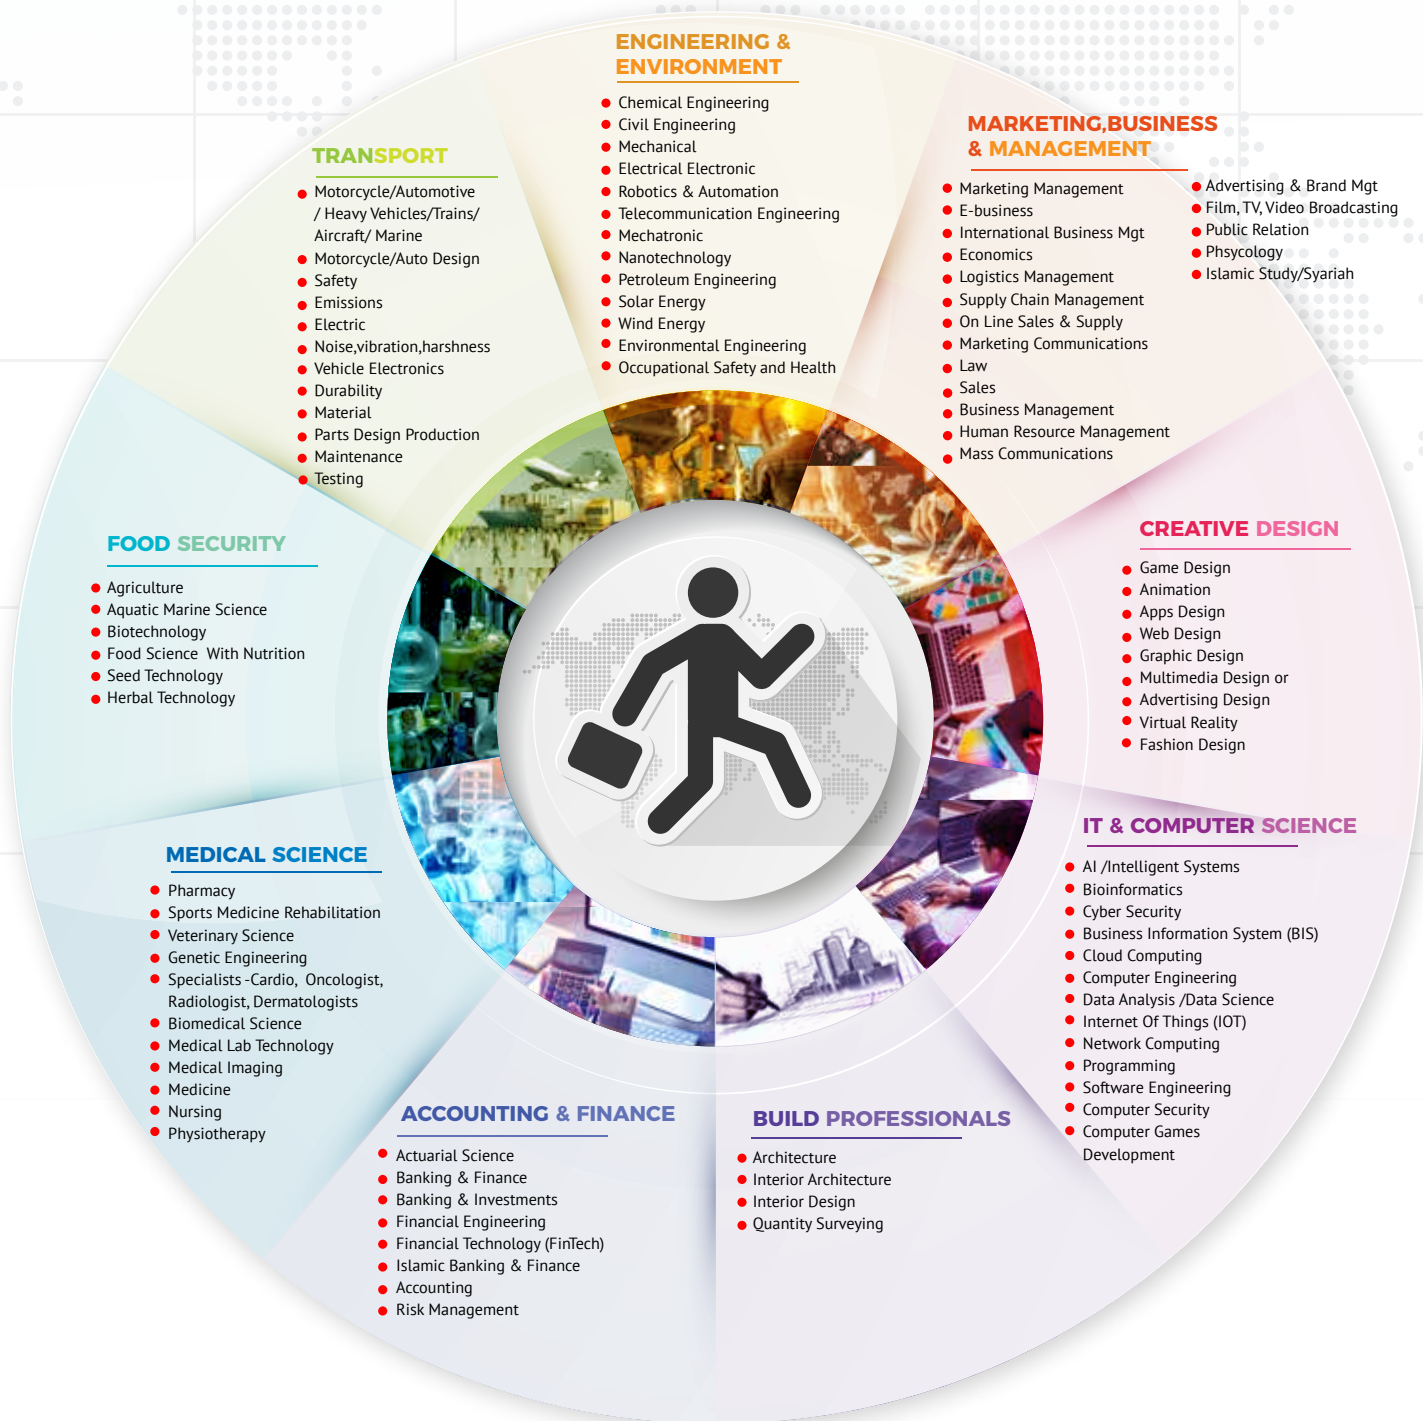 ENGINEERING &
ENVIRONMENT
Chemical Engineering
Civil Engineering
Mechanical
Electrical Electronic
Robotics & Automation
Telecommunication Engineering
Mechatronic
Nanotechnology
Petroleum Engineering
Solar Energy
Wind Energy
Environmental Engineering
Occupational Safety and Health
MARKETING,BUSINESS
& MANAGEMENT
Marketing Management
E-business
International Business Mgt
Economics
Logistics Management
Supply Chain Management
On Line Sales & Supply
Marketing Communications
Law
Sales
Business Management
Human Resource Management
Mass Communications
Advertising & Brand Mgt
Film, TV, Video Broadcasting
Public Relation
Phsycology
Islamic Study/Syariah
CREATIVE DESIGN
Game Design
Animation
Apps Design
Web Design
Graphic Design
Multimedia Design or
Advertising Design
Virtual Reality
Fashion Design
IT & COMPUTER SCIENCE
AI /Intelligent Systems
Bioinformatics
Cyber Security
Business Information System (BIS)
Cloud Computing
Computer Engineering
Data Analysis /Data Science
Internet Of Things (IOT)
Network Computing
Programming
Software Engineering
Computer Security
Computer Games
Development
BUILD PROFESSIONALS
Architecture
Interior Architecture
Interior Design
Quantity Surveying
ACCOUNTING & FINANCE
Actuarial Science
Banking & Finance
Banking & Investments
Financial Engineering
Financial Technology (FinTech)
Islamic Banking & Finance
Accounting
Risk Management
MEDICAL SCIENCE
Pharmacy
Sports Medicine Rehabilitation
Veterinary Science
Genetic Engineering
Specialists -Cardio, Oncologist,
Radiologist, Dermatologists
Biomedical Science
Medical Lab Technology
Medical Imaging
Medicine
Nursing
Physiotherapy
FOOD SECURITY
Agriculture
Aquatic Marine Science
Biotechnology
Food Science With Nutrition
Seed Technology
Herbal Technology
TRANSPORT
Motorcycle/Automotive
/ Heavy Vehicles/Trains/
Aircraft/ Marine
Motorcycle/Auto Design
Safety
Emissions
Electric
Noise,vibration,harshness
Vehicle Electronics
Durability
Material
Parts Design Production
Maintenance
Testing